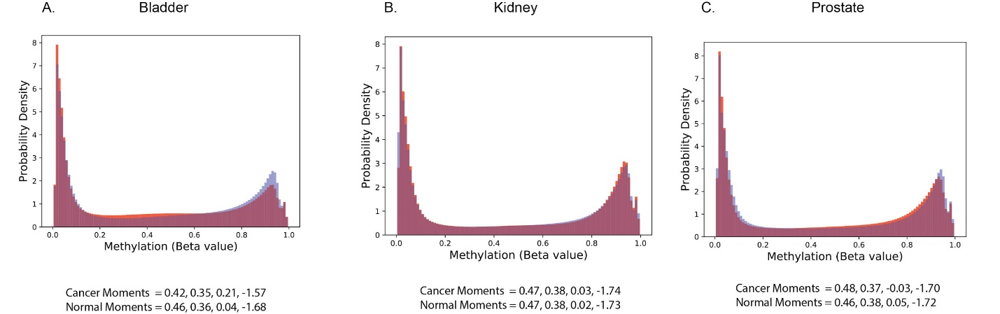 A. Bladder
8
7
6
5
4
3
2
1
0
Probability Density
0.0 0.2 0.4 0.6 0.8 1.0
Methylation (Beta value)
Cancer Moments = 0.42, 0.35, 0.21, -1.57
Normal Moments = 0.46, 0.36, 0.04, -1.68
B. Kidney
8
7
6
5
4
3
2
1
0
Probability Density
0.0 0.2 0.4 0.6 0.8 1.0
Methylation (Beta value)
Cancer Moments = 0.47, 0.38, 0.03, -1.74
Normal Moments = 0.47, 0.38, 0.02, -1.73
C. Prostate
8
7
6
5
4
3
2
1
0
Probability Density
0.0 0.2 0.4 0.6 0.8 1.0
Methylation (Beta value)
Cancer Moments = 0.48, 0.37, -0.03, -1.70
Normal Moments = 0.46, 0.38, 0.05, -1.72